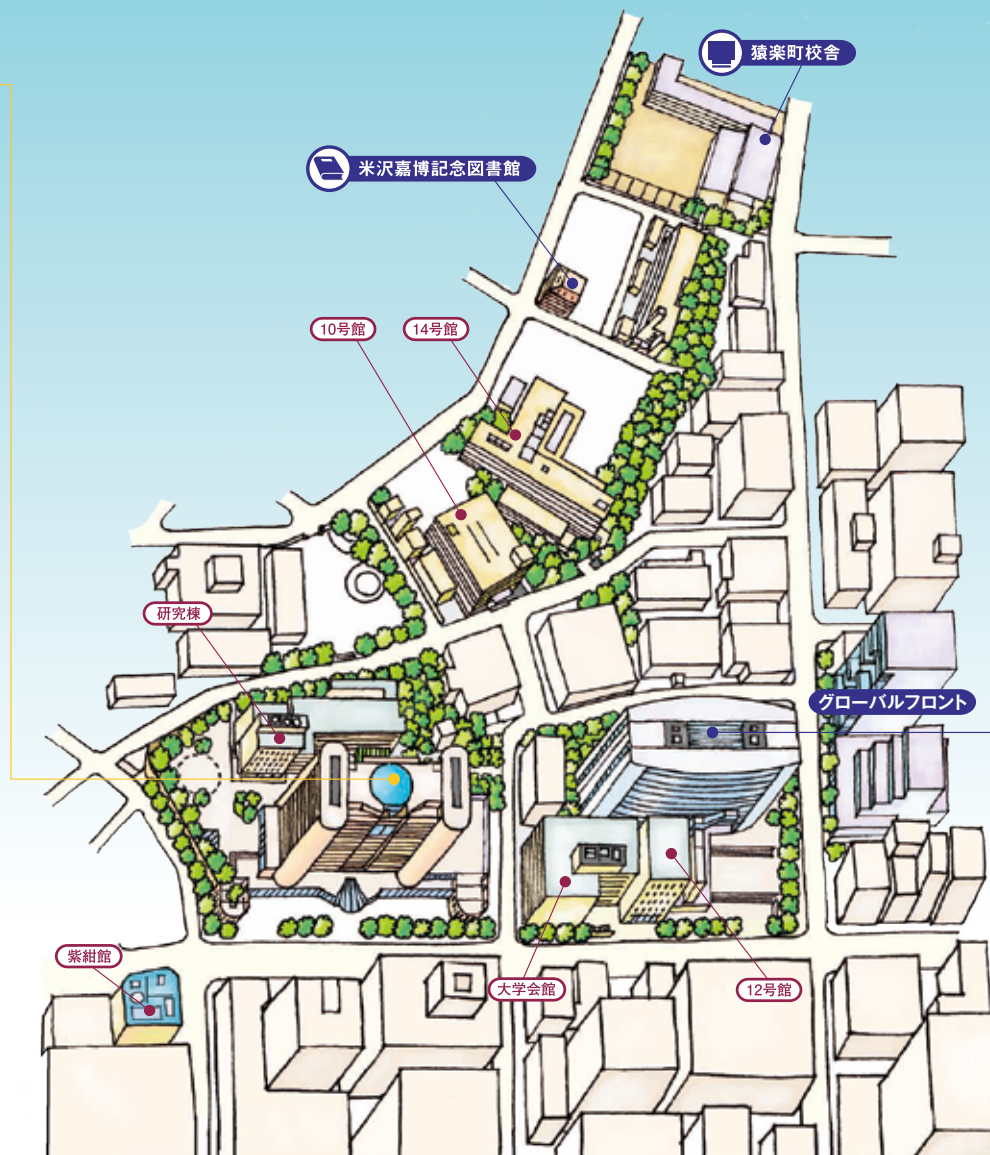 猿楽町校舎
米沢嘉博記念図書館
10号館
14号館
研究棟
グローバルフロント
紫紺館
大学会館
12号館